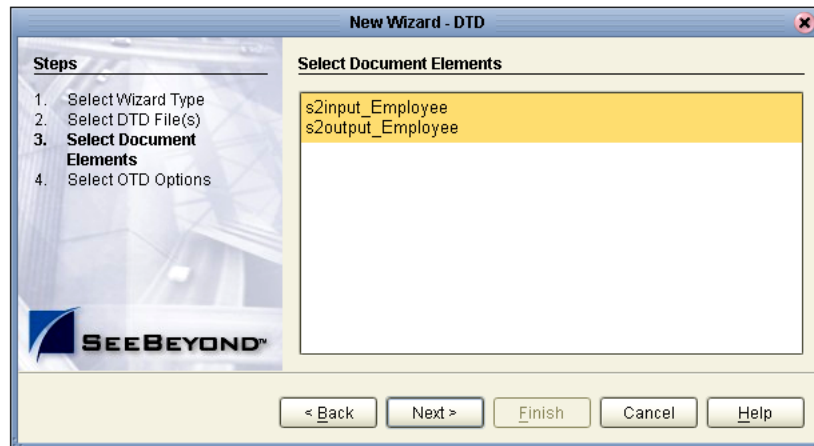 New Wizard - DTD
Steps
1. Select Wizard Type
2. Select DTD File(s)
3. Select Document
Elements
4. Select OTD Options
SEEBEYOND™
Select Document Elements
s2input_Employee
s2output_Employee
< Back Next > Finish Cancel Help